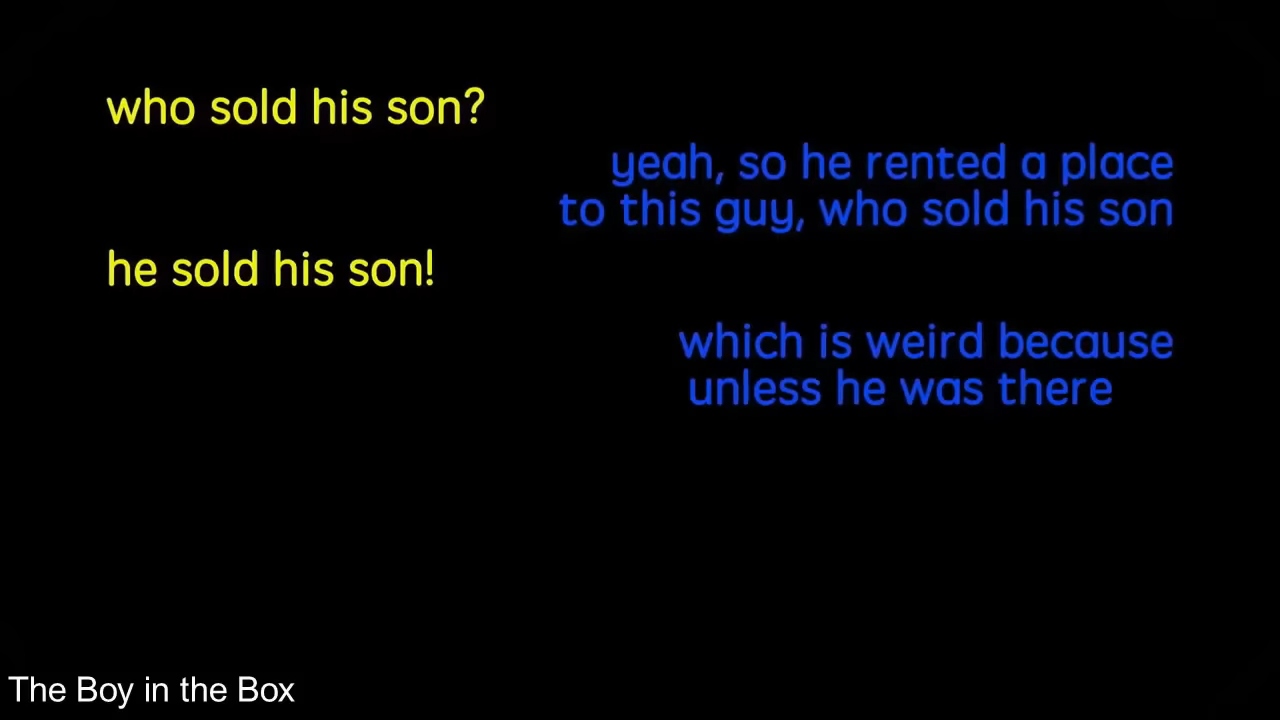 who sold his son?
yeah, so he rented a place
to this guy, who sold his son
he sold his son!
which is weird because
unless he was there
The Boy in the Box